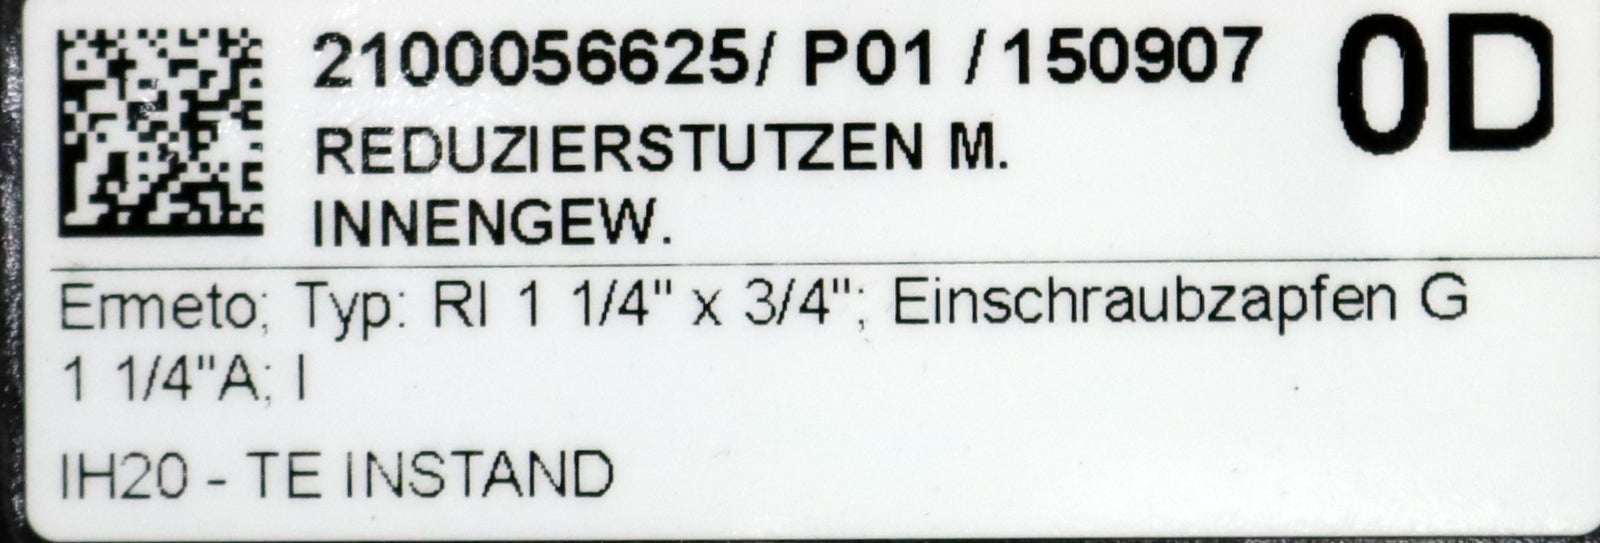 2100056625/ P01 /150907 0D
REDUZIERSTUTZEN M.
INNENGEW.
Ermeto; Typ: RI 1 1/4" x 3/4"; Einschraubzapfen G
1 1/4"A; I
IH20 - TE INSTAND